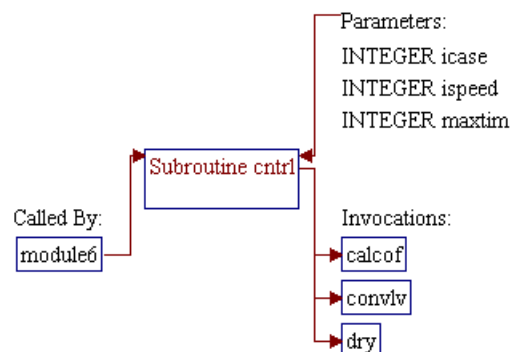 Parameters:
INTEGER icase
INTEGER ispeed
INTEGER maxtim
Subroutine cntrl
Called By:
module6
Invocations:
calcof
convlv
dry